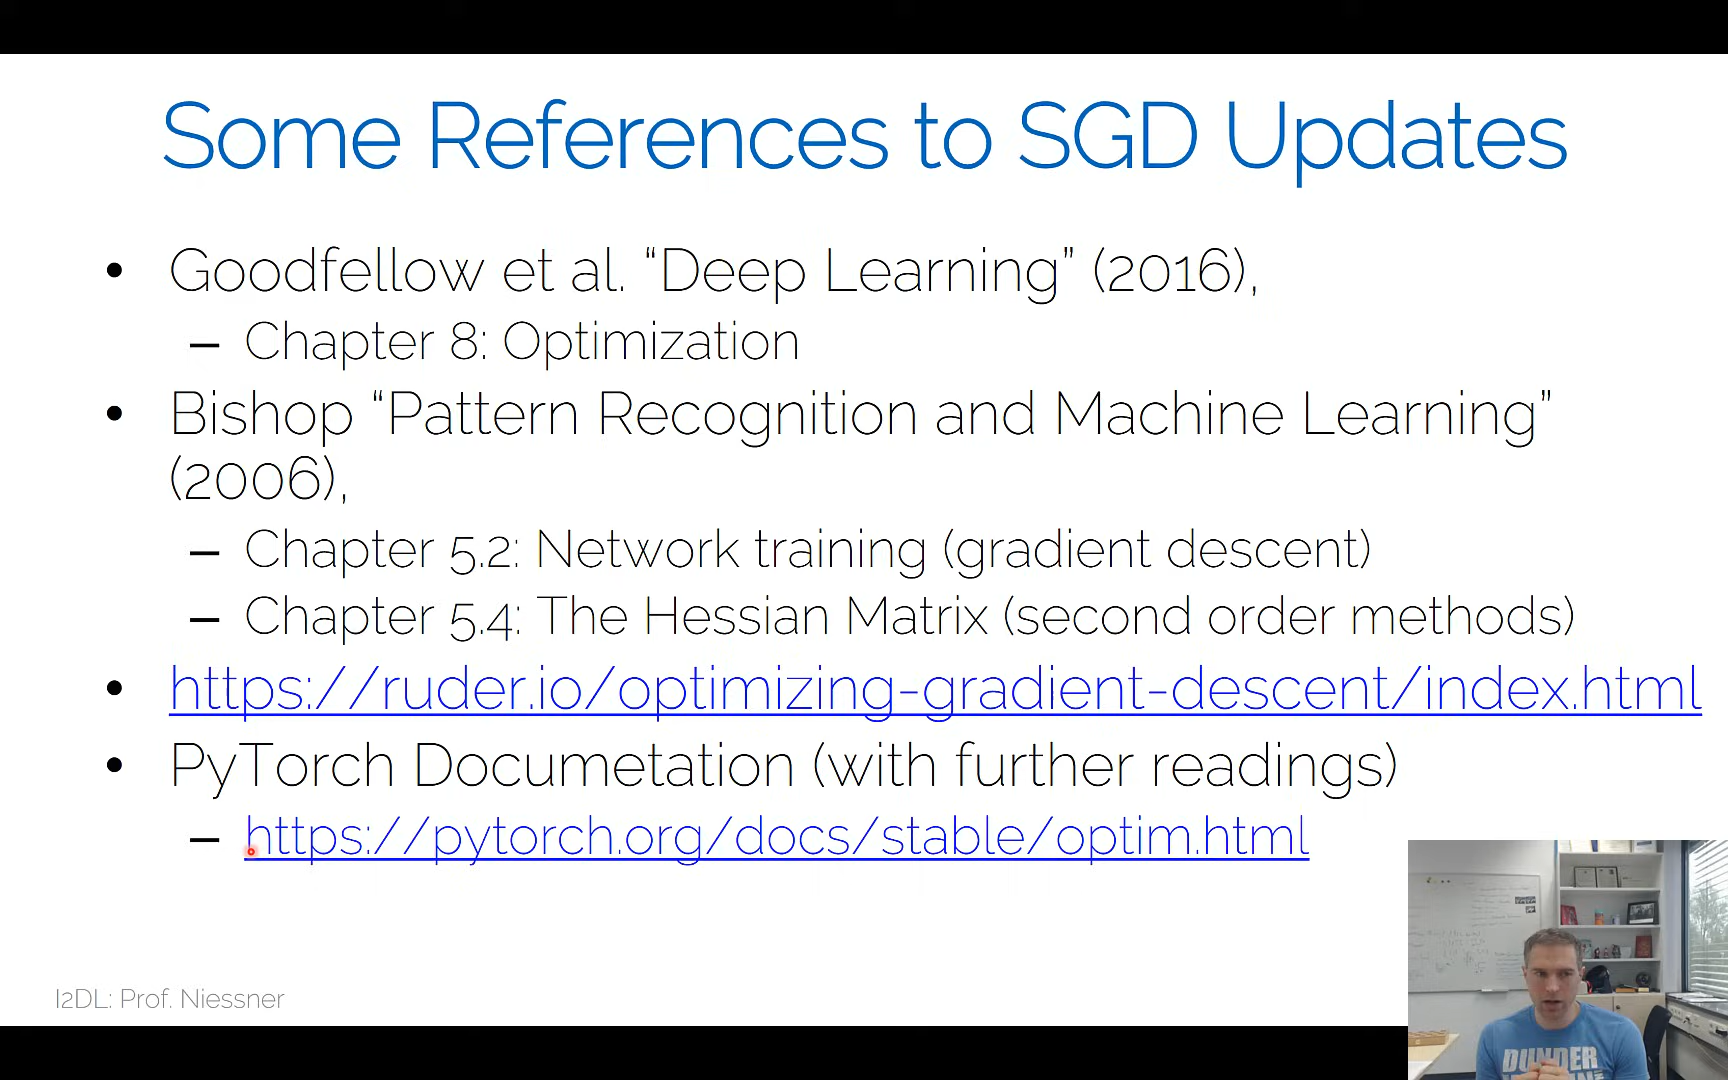 Some References to SGD Updates
• Goodfellow et al. “Deep Learning” (2016),
– Chapter 8: Optimization
• Bishop “Pattern Recognition and Machine Learning”
(2006),
– Chapter 5.2: Network training (gradient descent)
– Chapter 5.4: The Hessian Matrix (second order methods)
• https://ruder.io/optimizing-gradient-descent/index.html
• PyTorch Documetation (with further readings)
– https://pytorch.org/docs/stable/optim.html
I2DL: Prof. Niessner
DUNDER